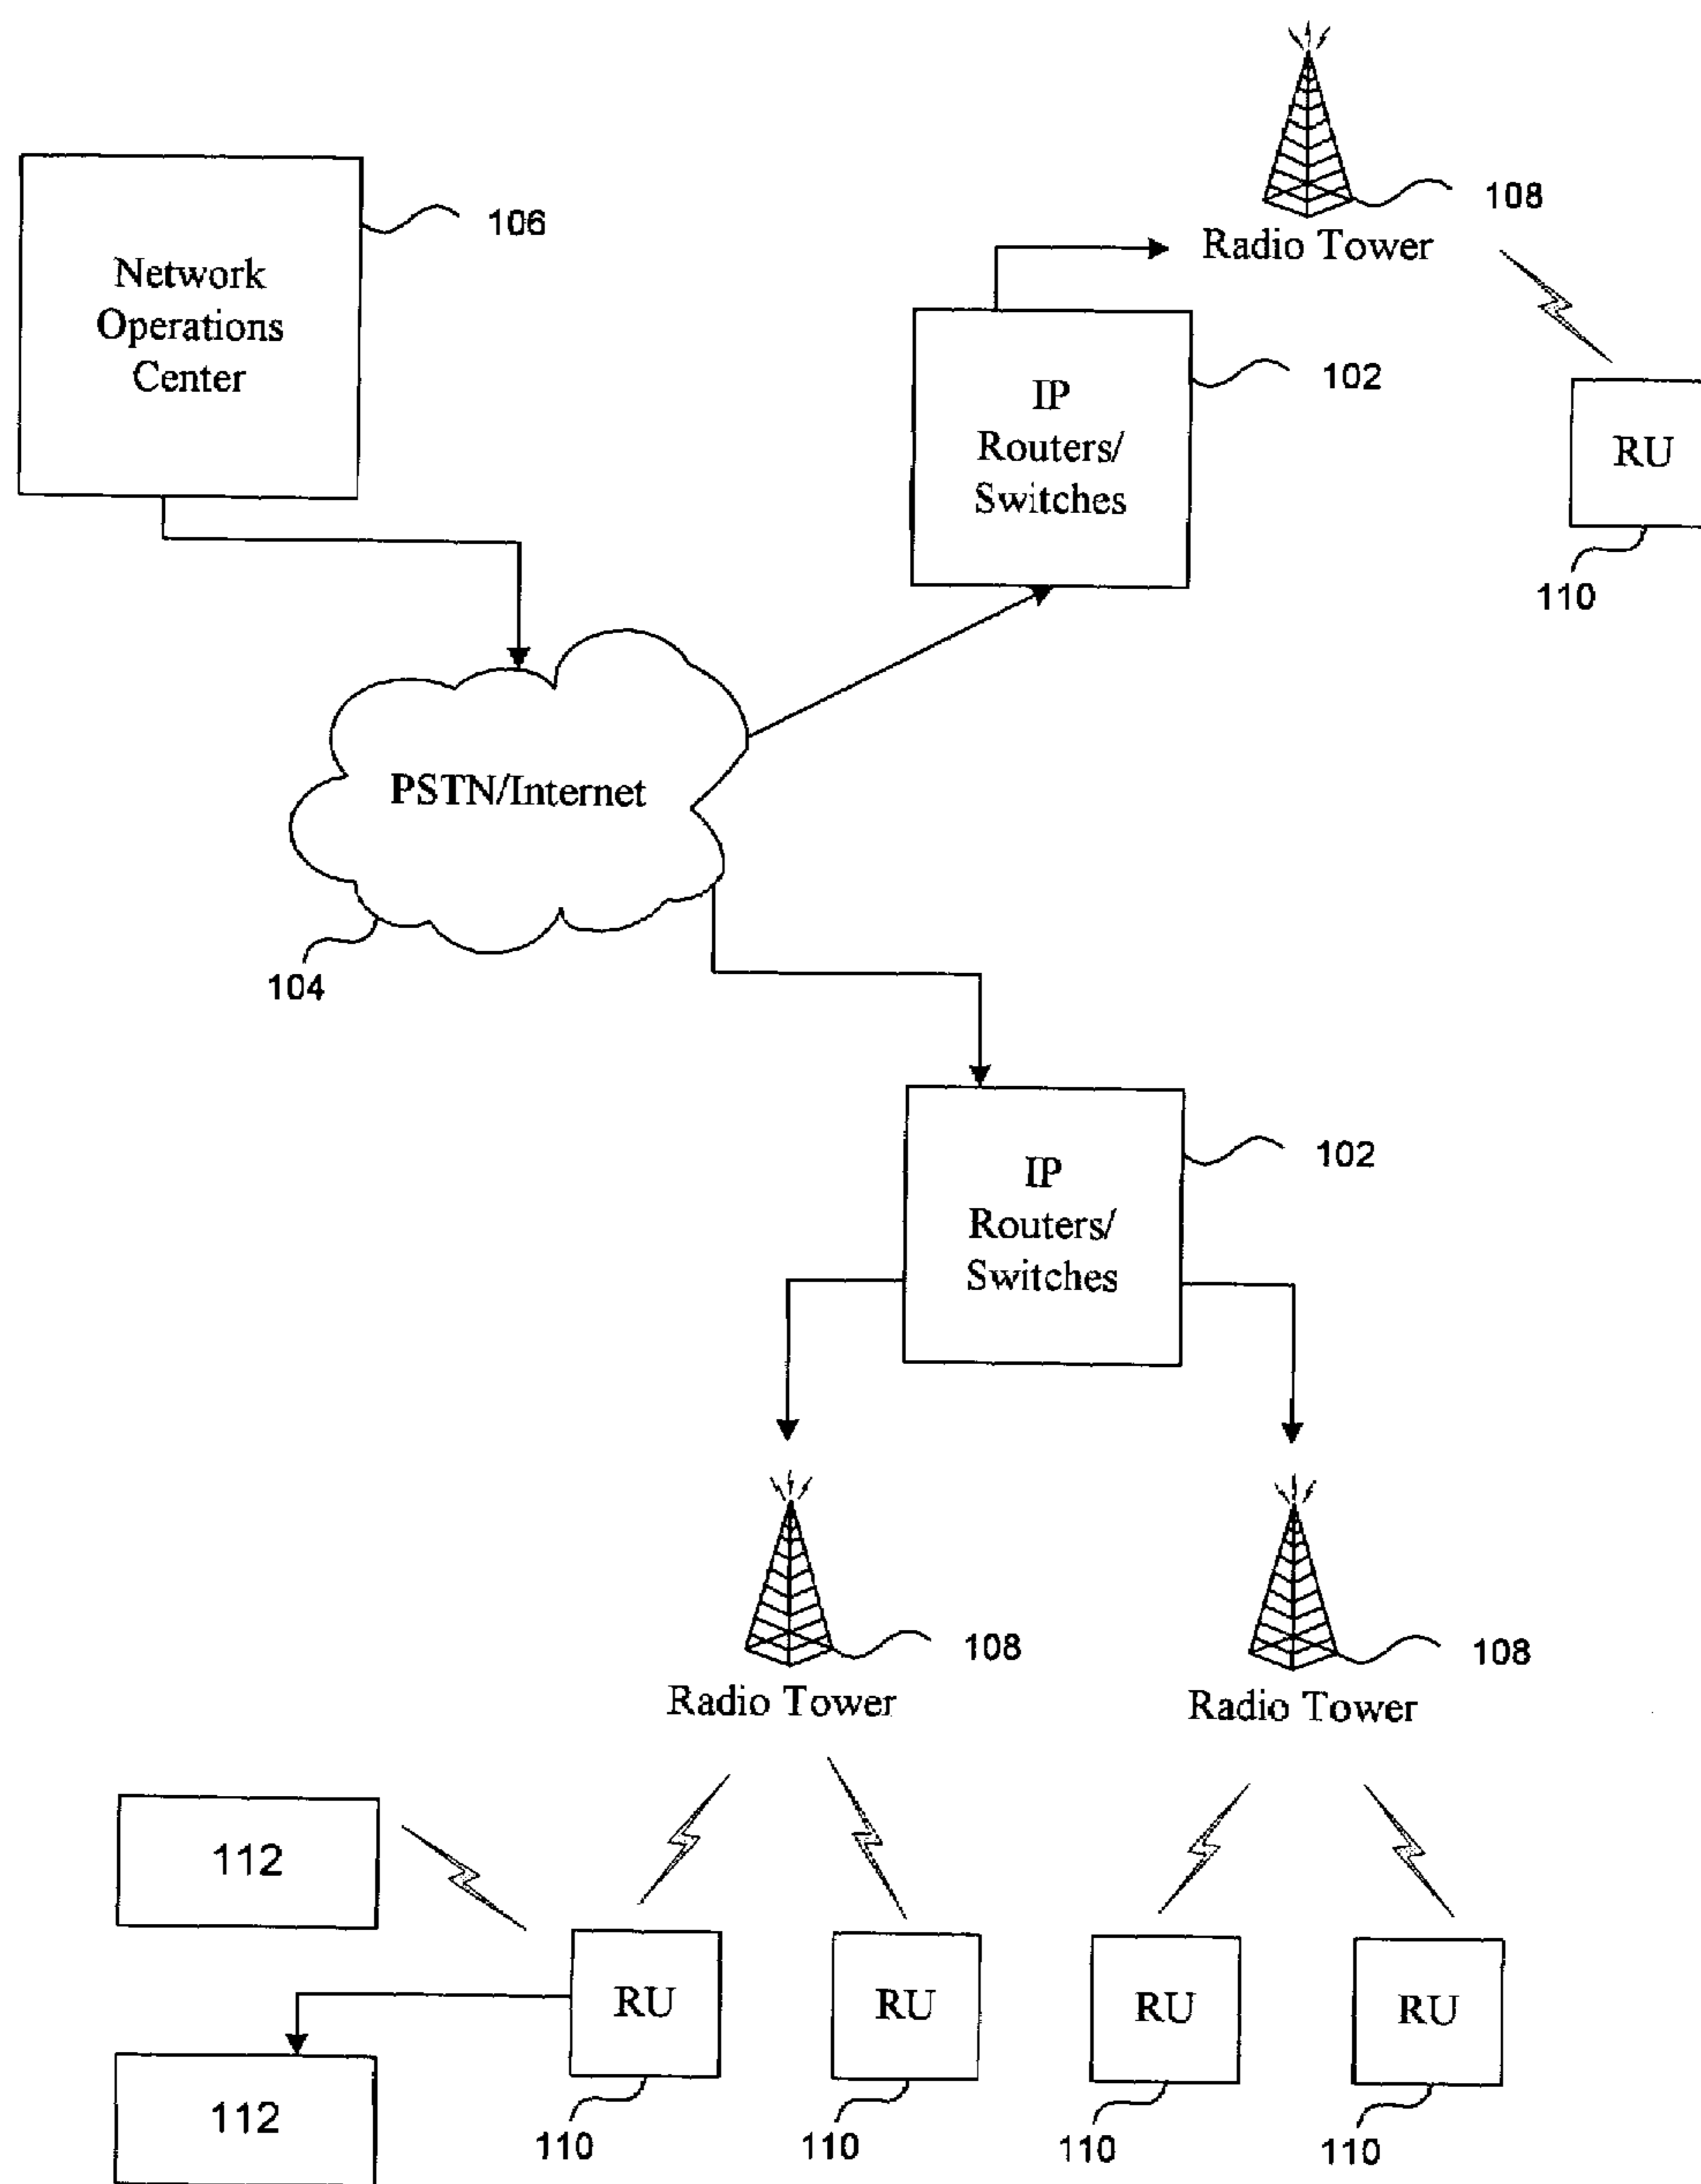 108
Radio Tower
106
Network
Operations
Center
102
IP
Routers/
Switches
RU
110
PSTN/Internet
104
102
IP
Routers/
Switches
108
Radio Tower
108
Radio Tower
112
RU
RU
RU
RU
112
110
110
110
110